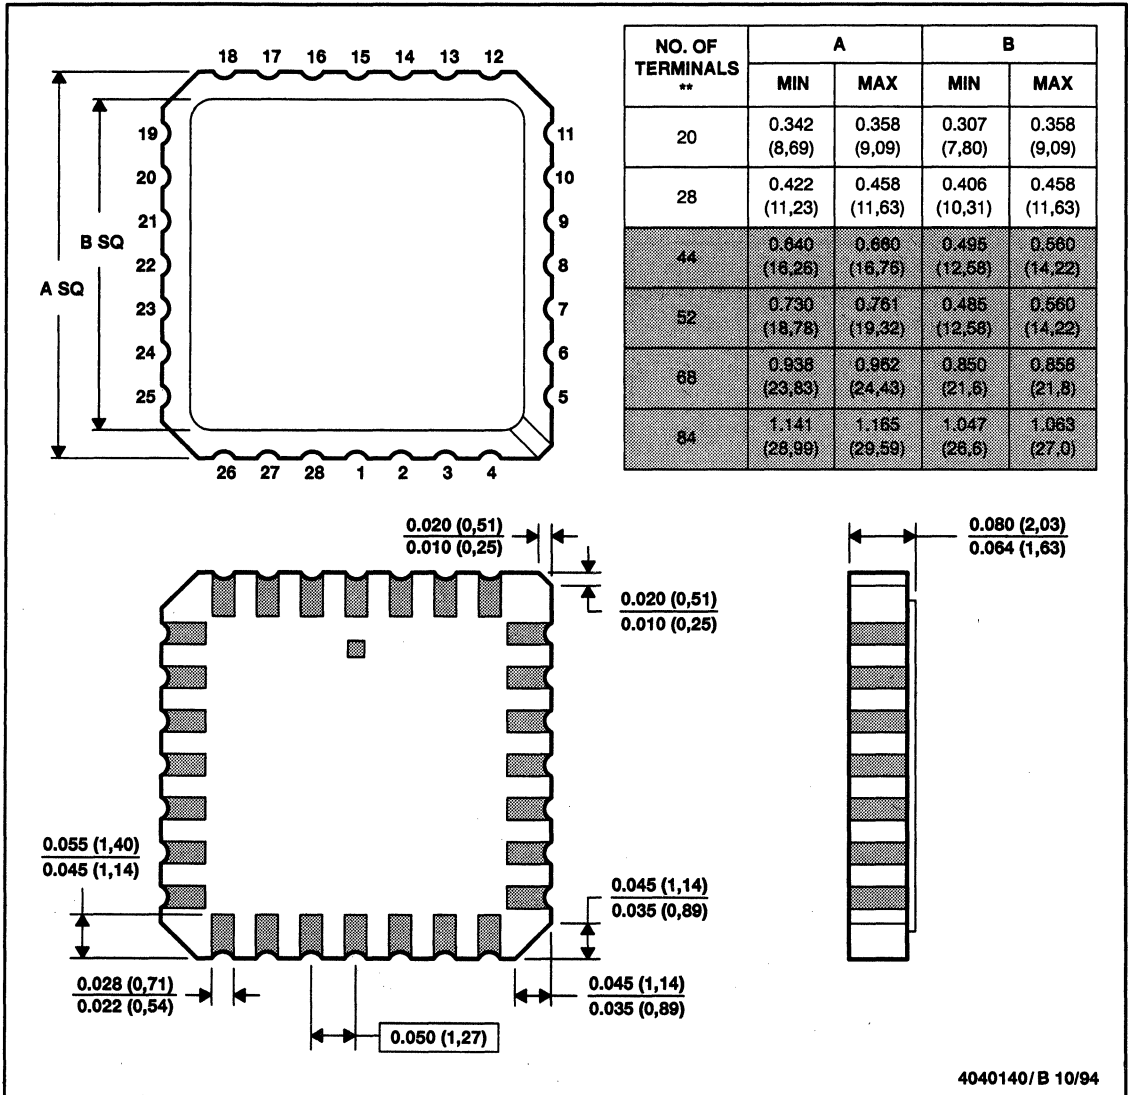 18 17 16 15 14 13 12
19
20
21
22
23
24
25
11
10
9
8
7
6
5
26 27 28 1 2 3 4
B SQ
A SQ
NO. OF TERMINALS ** A B
MIN MAX MIN MAX
20 0.342 (8,69) 0.358 (9,09) 0.307 (7,80) 0.358 (9,09)
28 0.422 (11,23) 0.458 (11,63) 0.406 (10,31) 0.458 (11,63)
44 0.640 (16,26) 0.660 (16,76) 0.495 (12,58) 0.560 (14,22)
52 0.730 (18,78) 0.761 (19,32) 0.495 (12,58) 0.560 (14,22)
68 0.938 (23,83) 0.962 (24,43) 0.850 (21,6) 0.858 (21,8)
84 1.141 (28,99) 1.165 (29,59) 1.047 (26,6) 1.063 (27,0)
0.020 (0,51)
0.010 (0,25)
0.020 (0,51)
0.010 (0,25)
0.080 (2,03)
0.064 (1,63)
0.055 (1,40)
0.045 (1,14)
0.045 (1,14)
0.035 (0,89)
0.028 (0,71)
0.022 (0,54)
0.045 (1,14)
0.035 (0,89)
0.050 (1,27)
4040140/ B 10/94